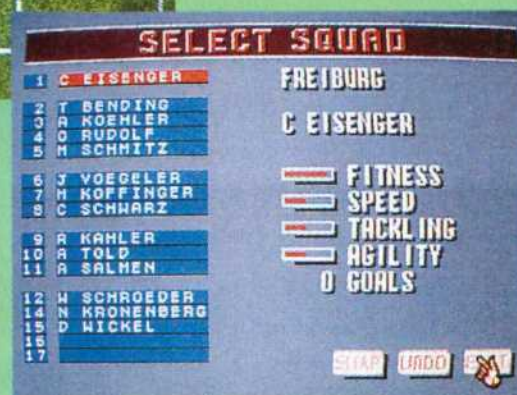 SELECT SQUAD
1 C EISENGER
2 T BENDING
3 A KOEHLER
4 O RUDOLF
5 M SCHMITZ
6 J VOEGELER
7 M KOFFINGER
8 C SCHWARZ
9 A KAHLER
10 A TOLD
11 A SALMEN
12 W SCHROEDER
14 N KRONENBERG
15 D WICKEL
16
17
FREIBURG
C EISENGER
FITNESS
SPEED
TACKLING
AGILITY
0 GOALS
SWAP UNDO EXIT